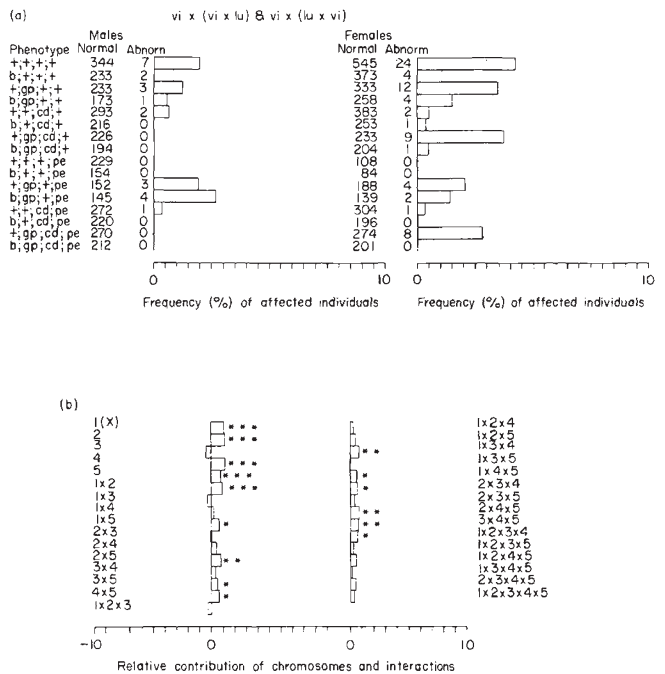 (a) vi x (vi x lu) & vi x (lu x vi)
Males Females
Phenotype Normal Abnorm Normal Abnorm
+;+;+;+ 344 7 545 24
b;+;+;+ 233 2 373 4
+;gp;+;+ 233 3 333 12
b;gp;+;+ 173 1 258 4
+;+;cd;+ 293 2 383 2
b;+;cd;+ 216 0 253 1
+;gp;cd;+ 226 0 233 9
b;gp;cd;+ 194 0 204 1
+;+;+;pe 229 0 108 0
b;+;+;pe 154 0 84 0
+;gp;+;pe 152 3 188 4
b;gp;+;pe 145 4 139 2
+;+;cd;pe 272 1 304 1
b;+;cd;pe 220 0 196 0
+;gp;cd;pe 270 0 274 8
b;gp;cd;pe 212 0 201 0
0 10 0 10
Frequency (%) of affected individuals Frequency (%) of affected individuals
(b)
1 (X) * * * 1x2x4
2 * * * 1x2x5
3 * * 1x3x4
4 * * * 1x3x5
5 * * * * 1x4x5
1x2 * * * 2x3x4
1x3 2x3x5
1x4 * * 2x4x5
1x5 * * * 3x4x5
2x3 * 1x2x3x4
2x4 1x2x3x5
2x5 * * 1x2x4x5
3x4 1x3x4x5
3x5 * 2x3x4x5
4x5 * 1x2x3x4x5
1x2x3
-10 0 0 10
Relative contribution of chromosomes and interactions